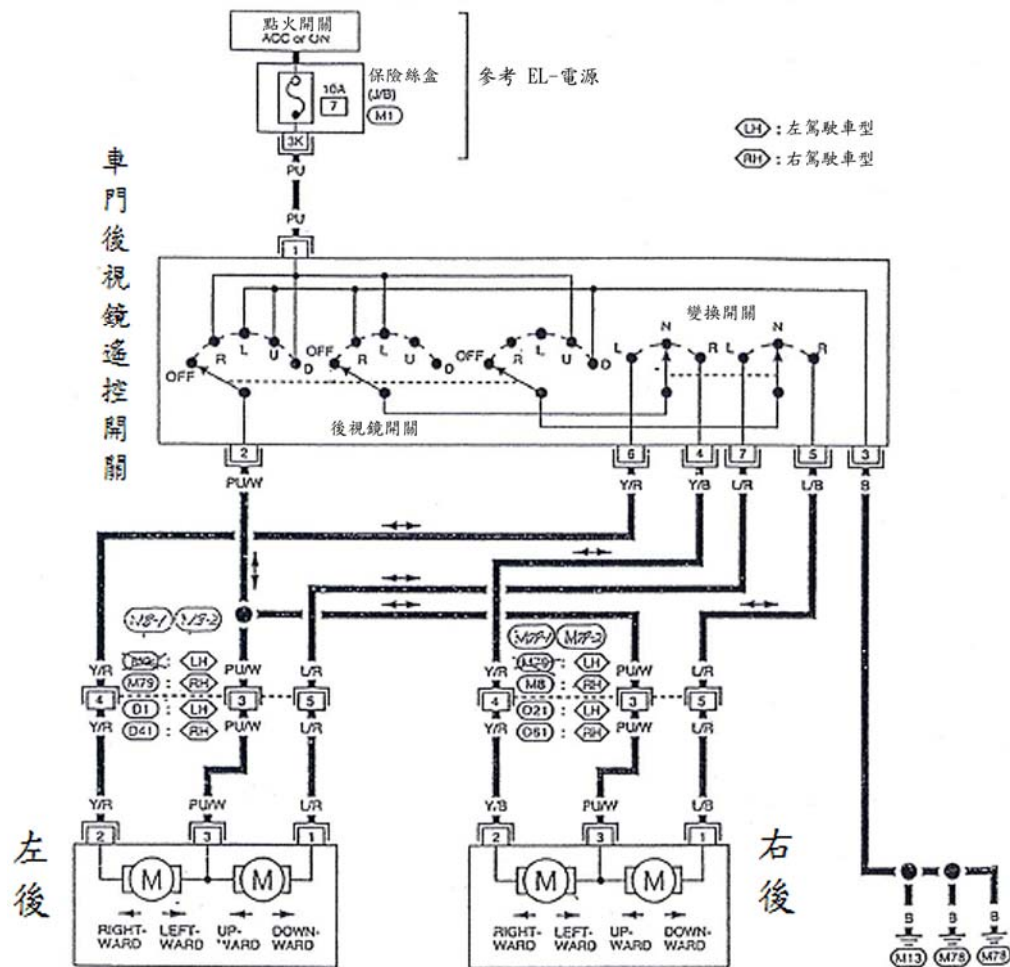 點火開關
ACC or ON
10A
7
保險絲盒
(J/B)
M1
參考 EL-電源
3K
PU
PU
LH : 左駕駛車型
RH : 右駕駛車型
車門後視鏡遙控開關
1
變換開關
OFF R L U D
OFF R L U D
OFF R L U D
L N R
L N R
後視鏡開關
2 6 4 7 5 3
PU/W Y/R Y/B L/R L/B B
Y/R PU/W L/R
: LH
M79 : RH
4 3 5
D1 : LH
D41 : RH
Y/R PU/W L/R
Y/R PU/W L/R
: LH
M8 : RH
4 3 5
D21 : LH
D61 : RH
Y/R PU/W L/R
Y/R PU/W L/R
2 3 1
Y/B PU/W L/B
2 3 1
左後
M M
RIGHT-WARD LEFT-WARD UP-WARD DOWN-WARD
右後
M M
RIGHT-WARD LEFT-WARD UP-WARD DOWN-WARD
B B B
M13 M78 M78